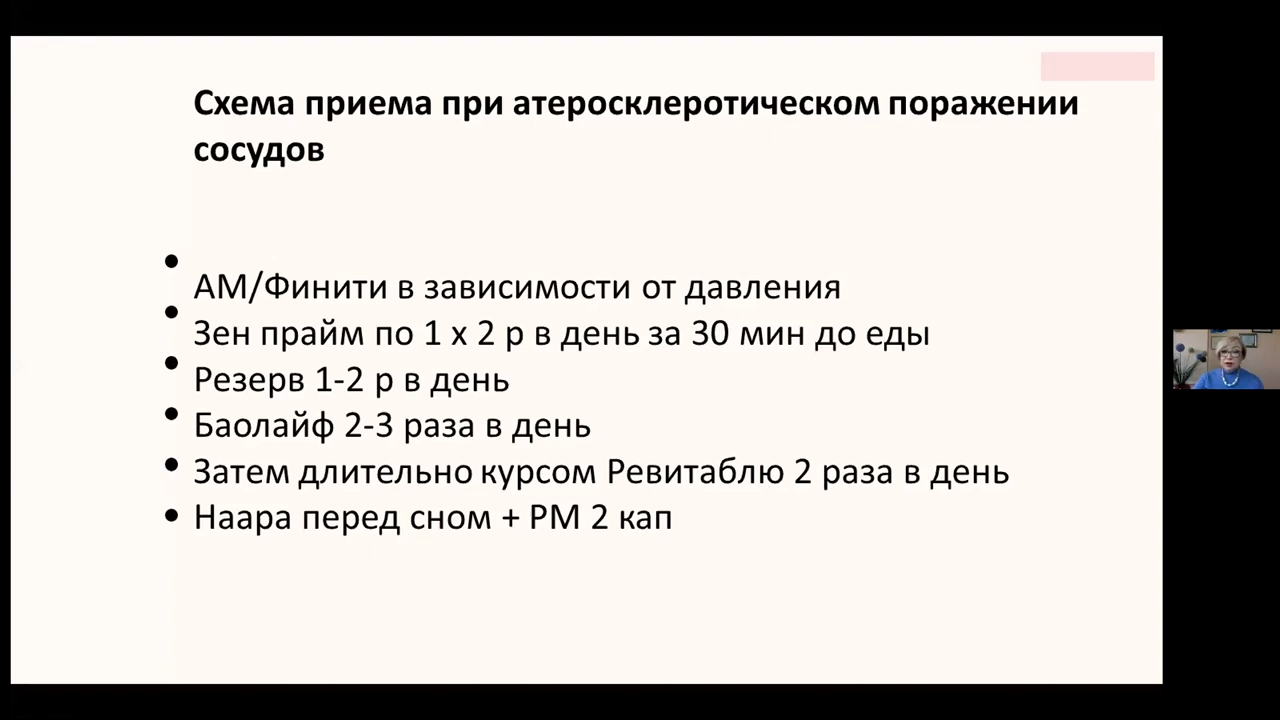 Схема приема при атеросклеротическом поражении
сосудов
• АМ/Финити в зависимости от давления
• Зен прайм по 1 х 2 р в день за 30 мин до еды
• Резерв 1-2 р в день
• Баолайф 2-3 раза в день
• Затем длительно курсом Ревитаблю 2 раза в день
• Наара перед сном + РМ 2 кап